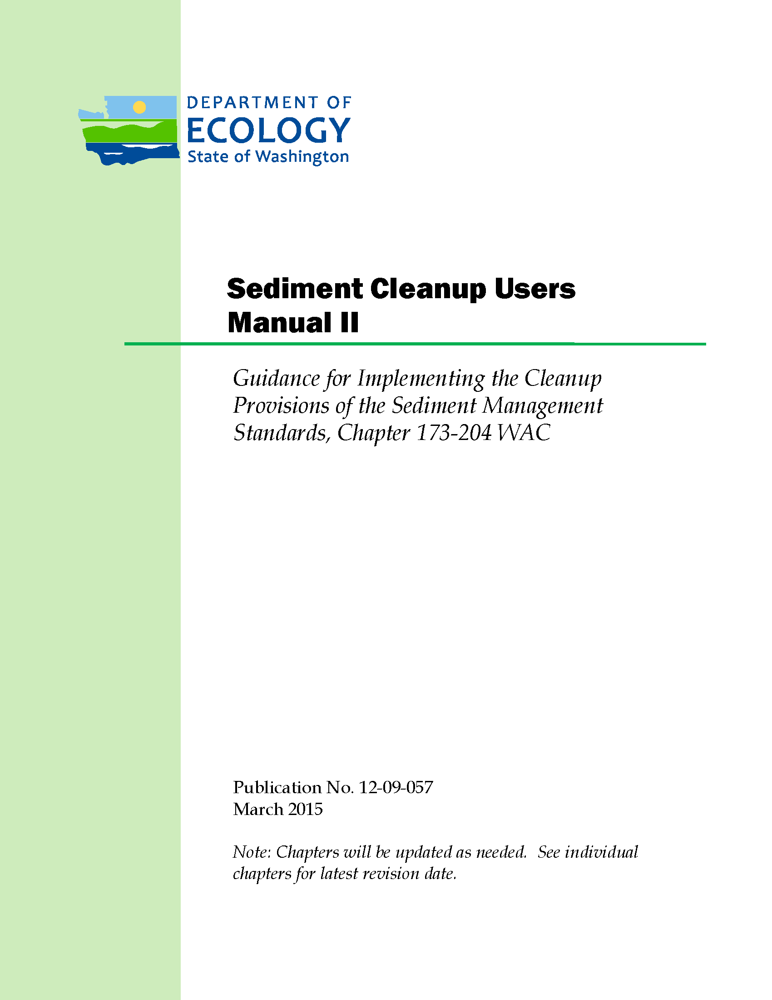 DEPARTMENT OF
ECOLOGY
State of Washington
Sediment Cleanup Users
Manual II
Guidance for Implementing the Cleanup
Provisions of the Sediment Management
Standards, Chapter 173-204 WAC
Publication No. 12-09-057
March 2015
Note: Chapters will be updated as needed.  See individual
chapters for latest revision date.